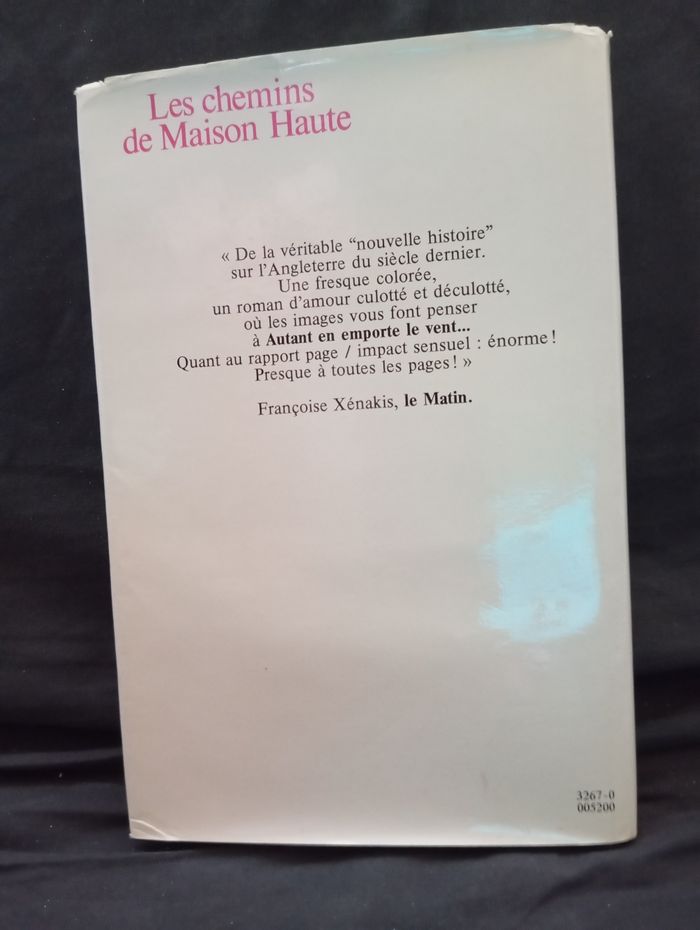 Les chemins
de Maison Haute
« De la véritable “nouvelle histoire”
sur l’Angleterre du siècle dernier.
Une fresque colorée,
un roman d’amour culotté et déculotté,
où les images vous font penser
à Autant en emporte le vent...
Quant au rapport page / impact sensuel : énorme !
Presque à toutes les pages ! »
Françoise Xénakis, le Matin.
3267-0
005200